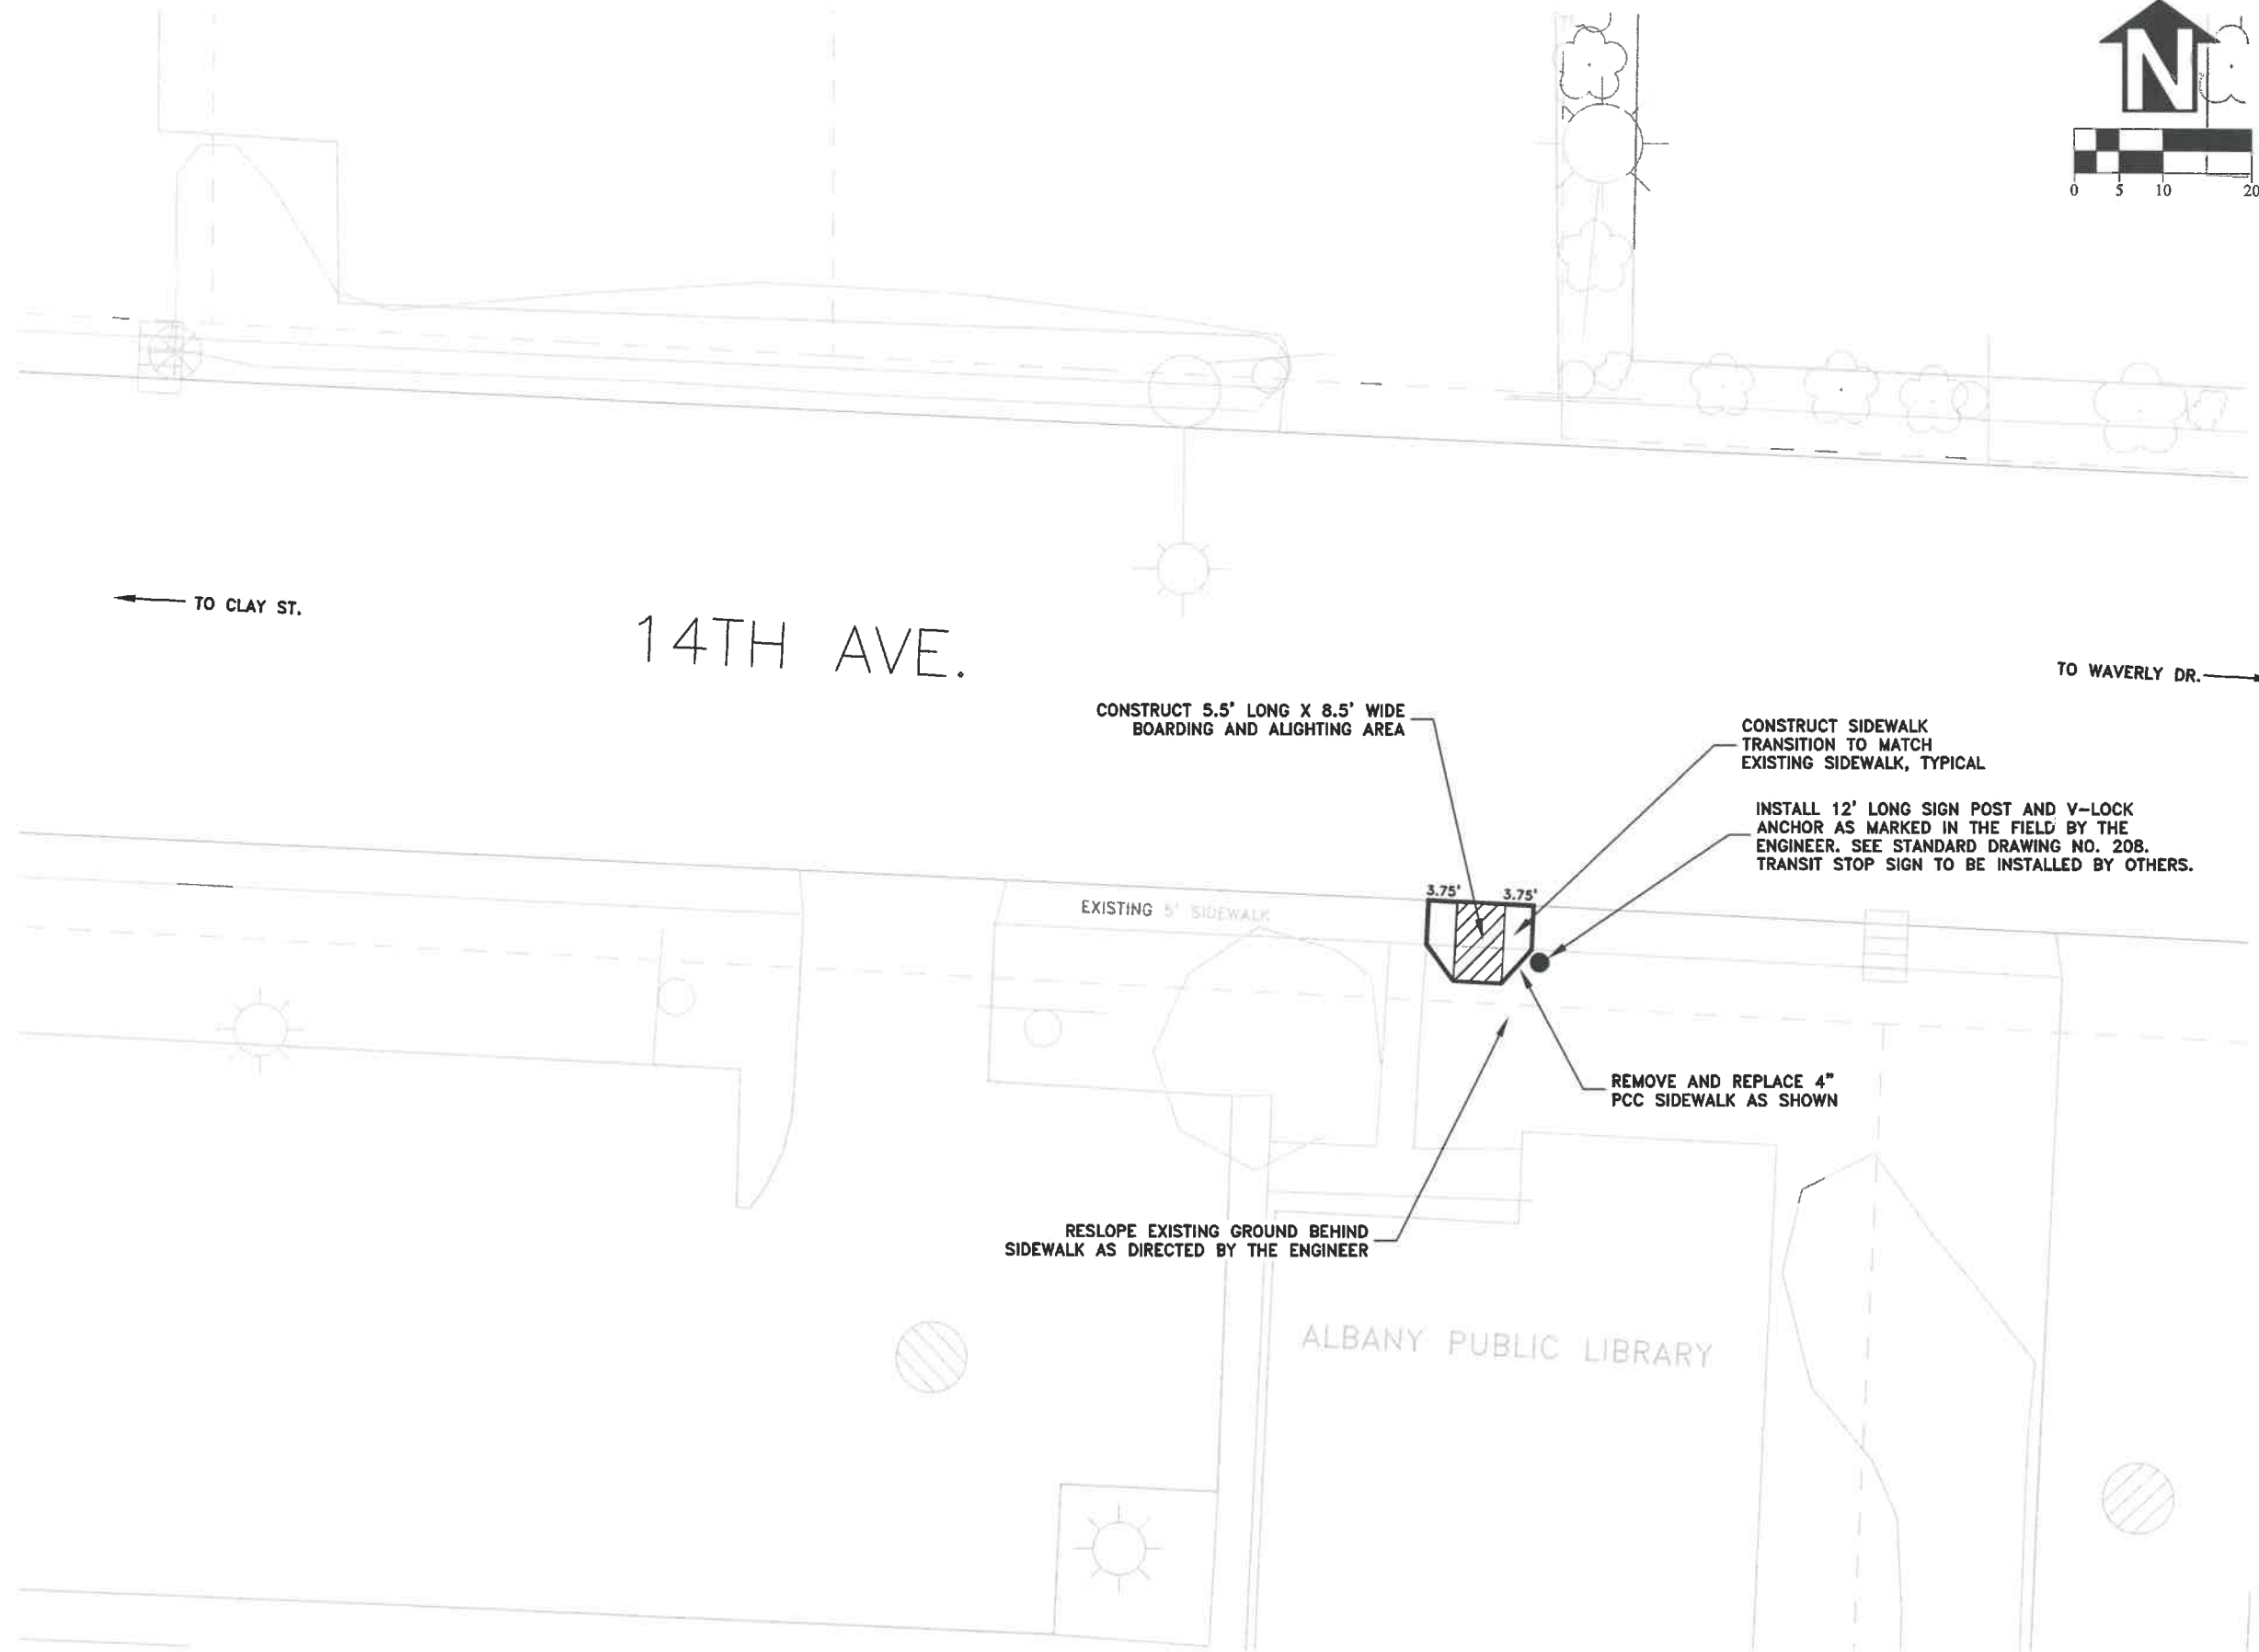 N
0 5 10 20
TO CLAY ST.
14TH AVE.
TO WAVERLY DR.
CONSTRUCT 5.5' LONG X 8.5' WIDE
BOARDING AND ALIGHTING AREA
CONSTRUCT SIDEWALK
TRANSITION TO MATCH
EXISTING SIDEWALK, TYPICAL
INSTALL 12' LONG SIGN POST AND V-LOCK
ANCHOR AS MARKED IN THE FIELD BY THE
ENGINEER. SEE STANDARD DRAWING NO. 208.
TRANSIT STOP SIGN TO BE INSTALLED BY OTHERS.
3.75' 3.75'
EXISTING 5' SIDEWALK
REMOVE AND REPLACE 4"
PCC SIDEWALK AS SHOWN
RESLOPE EXISTING GROUND BEHIND
SIDEWALK AS DIRECTED BY THE ENGINEER
ALBANY PUBLIC LIBRARY